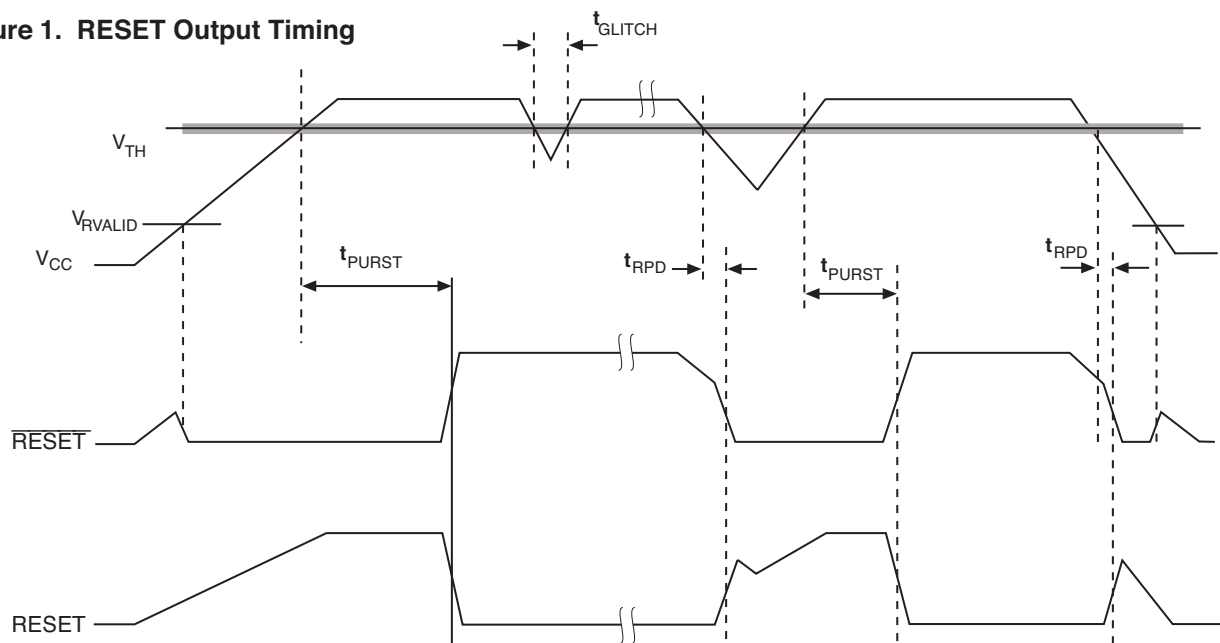 ure 1. RESET Output Timing
tGLITCH
VTH
VRVALID
VCC
tPURST
tRPD
tPURST
tRPD
RESET
RESET